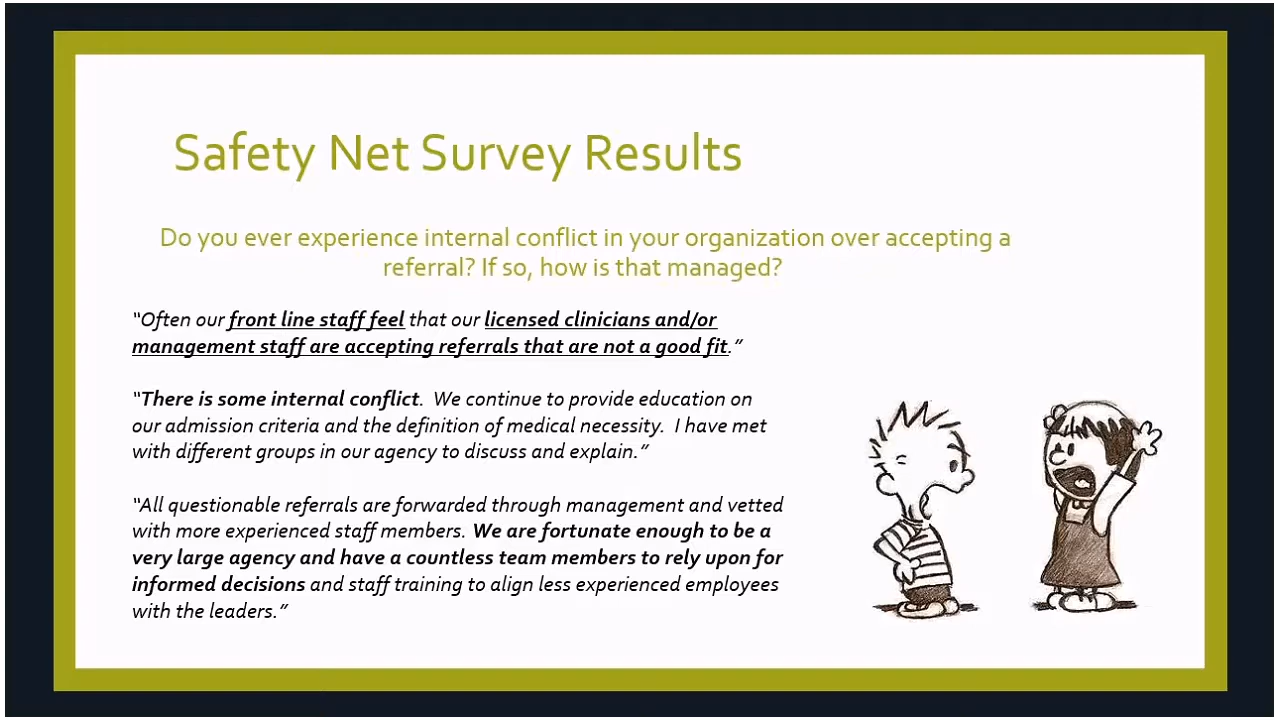 Safety Net Survey Results
Do you ever experience internal conflict in your organization over accepting a
referral? If so, how is that managed?
“Often our front line staff feel that our licensed clinicians and/or
management staff are accepting referrals that are not a good fit.”
“There is some internal conflict.  We continue to provide education on
our admission criteria and the definition of medical necessity.  I have met
with different groups in our agency to discuss and explain.”
“All questionable referrals are forwarded through management and vetted
with more experienced staff members. We are fortunate enough to be a
very large agency and have a countless team members to rely upon for
informed decisions and staff training to align less experienced employees
with the leaders.”